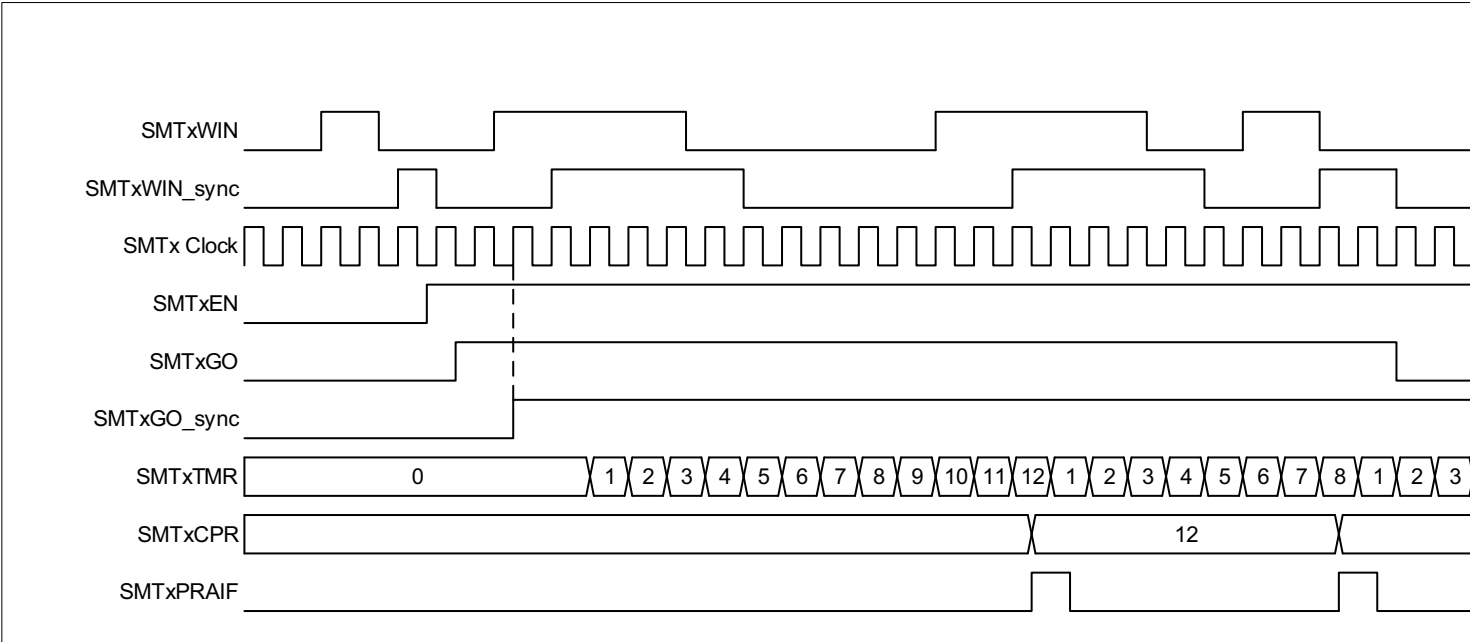 SMTxWIN
SMTxWIN_sync
SMTx Clock
SMTxEN
SMTxGO
SMTxGO_sync
SMTxTMR 0 1 2 3 4 5 6 7 8 9 10 11 12 1 2 3 4 5 6 7 8 1 2 3
SMTxCPR 12
SMTxPRAIF